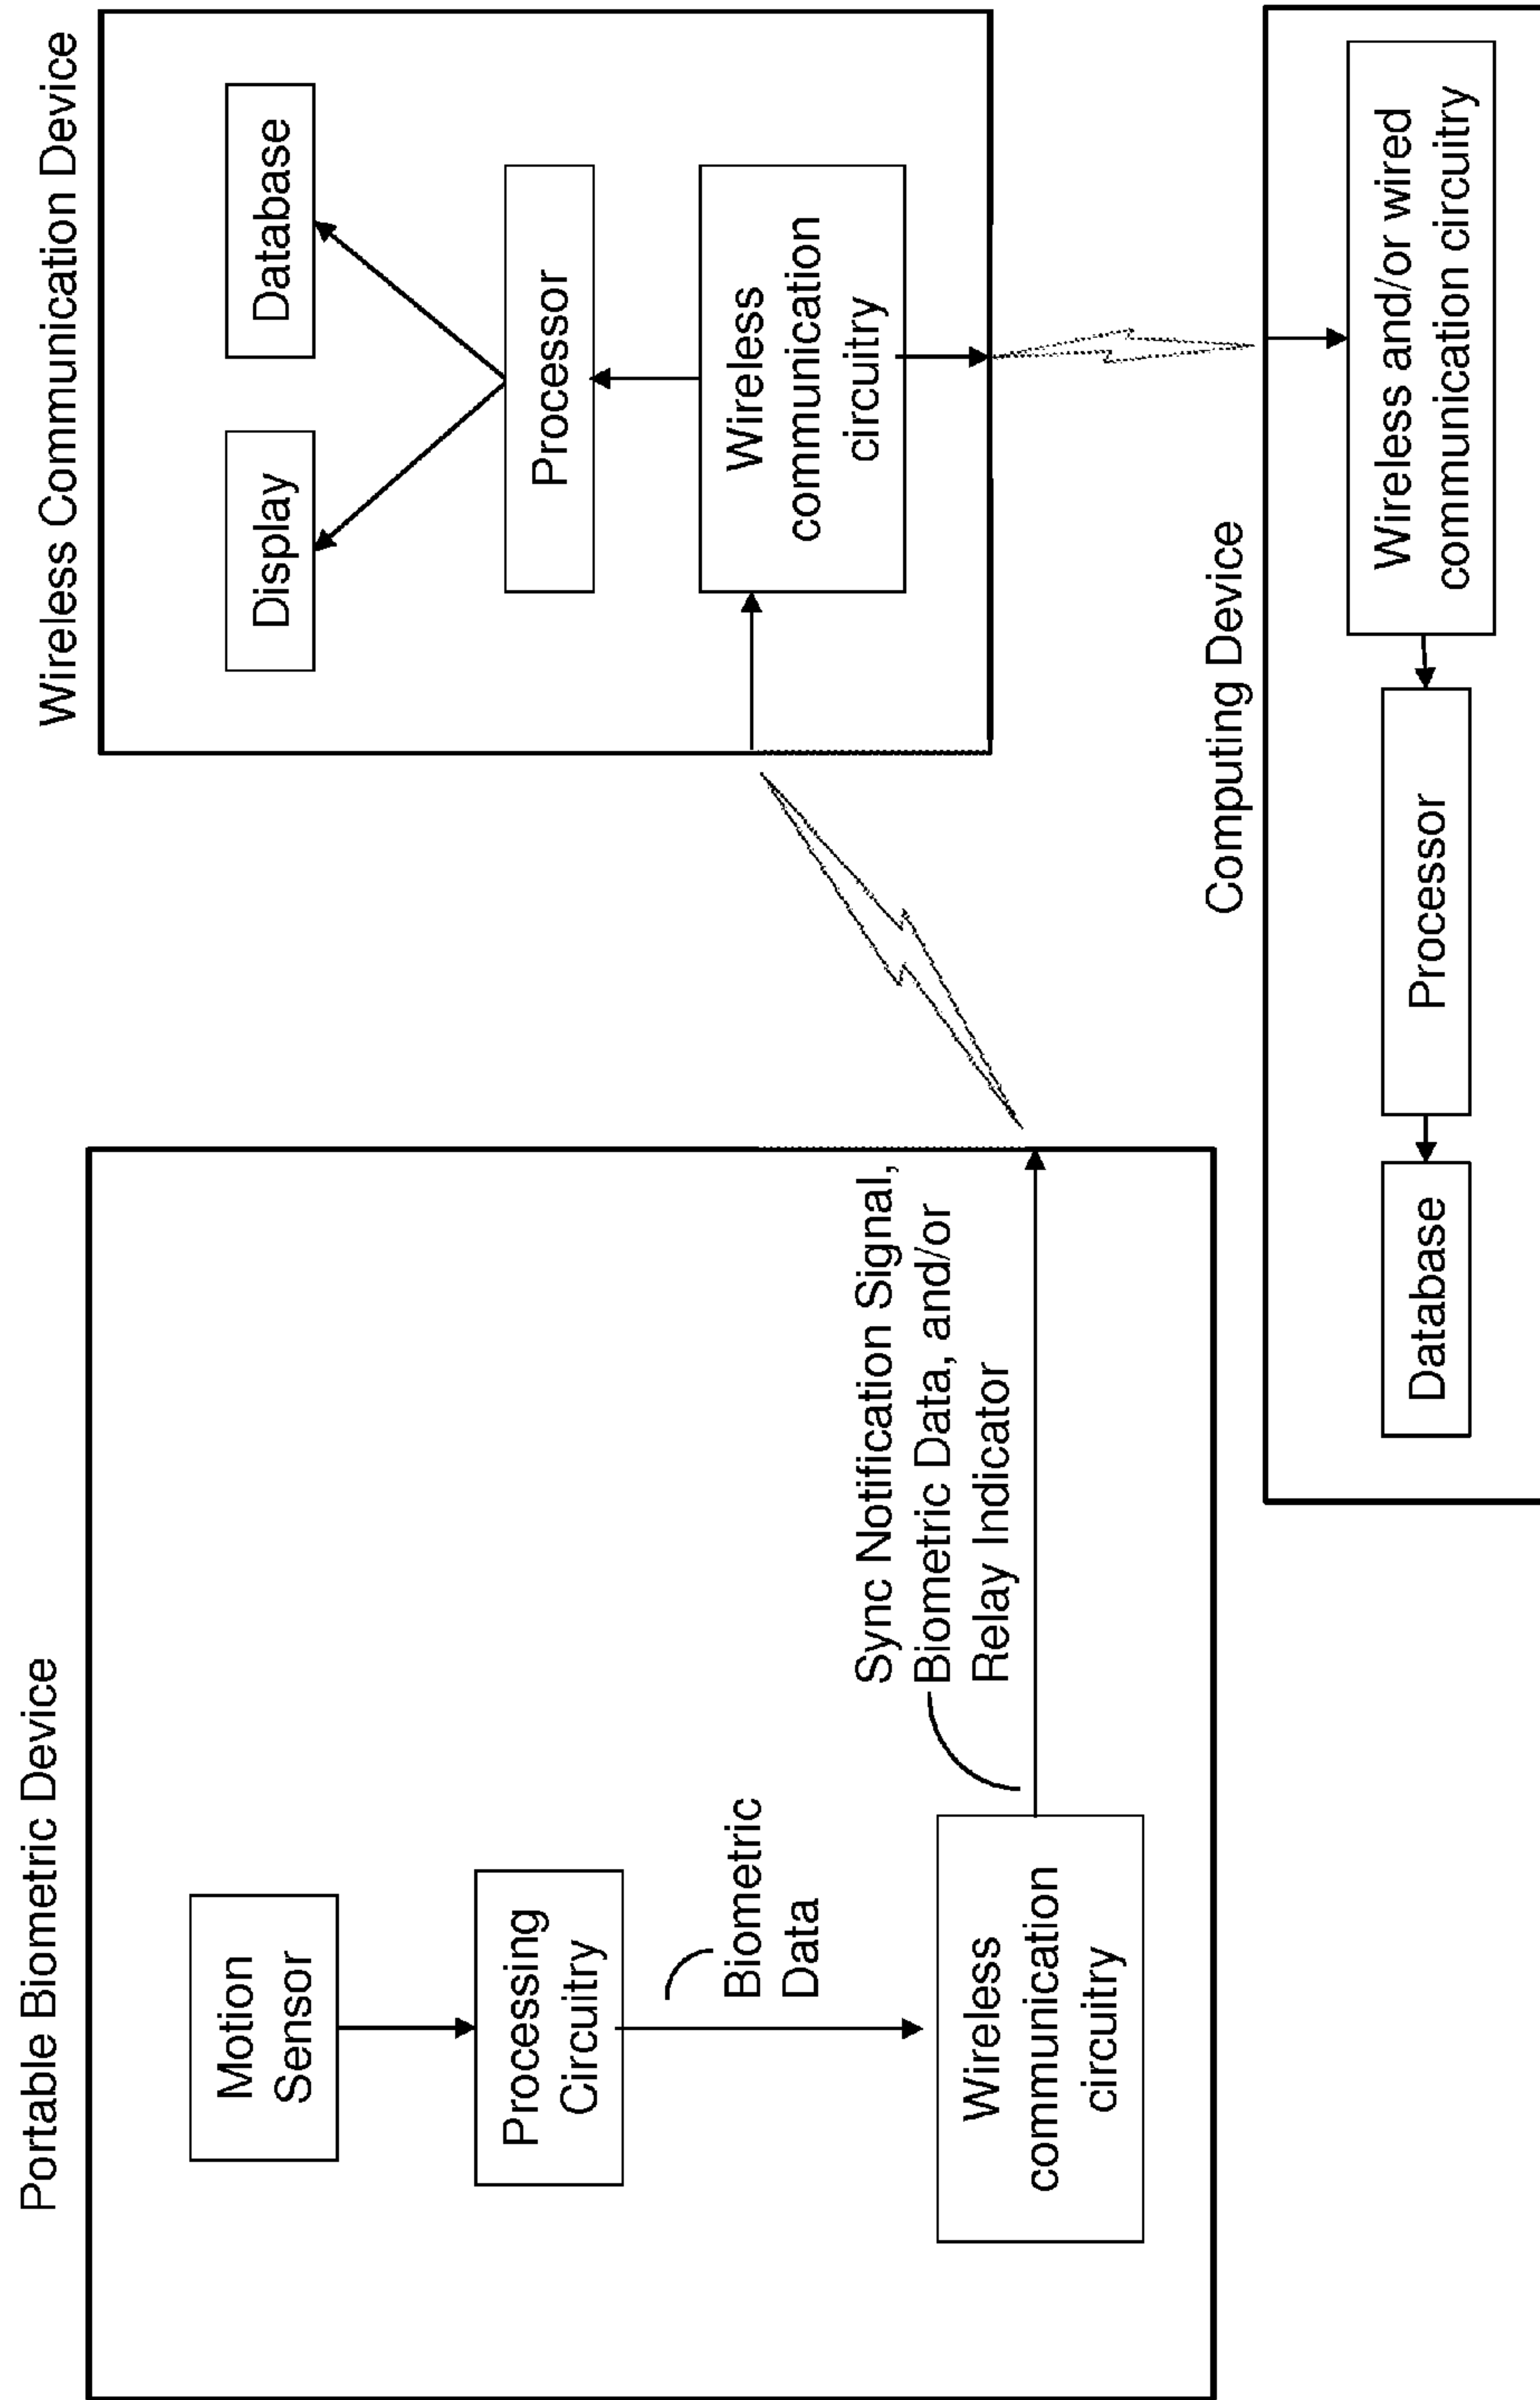 Portable Biometric Device
Motion
Sensor
Processing
Circuitry
Biometric
Data
Wireless
communication
circuitry
Sync Notification Signal,
Biometric Data, and/or
Relay Indicator
Wireless Communication Device
Display
Database
Processor
Wireless
communication
circuitry
Computing Device
Database
Processor
Wireless and/or wired
communication circuitry